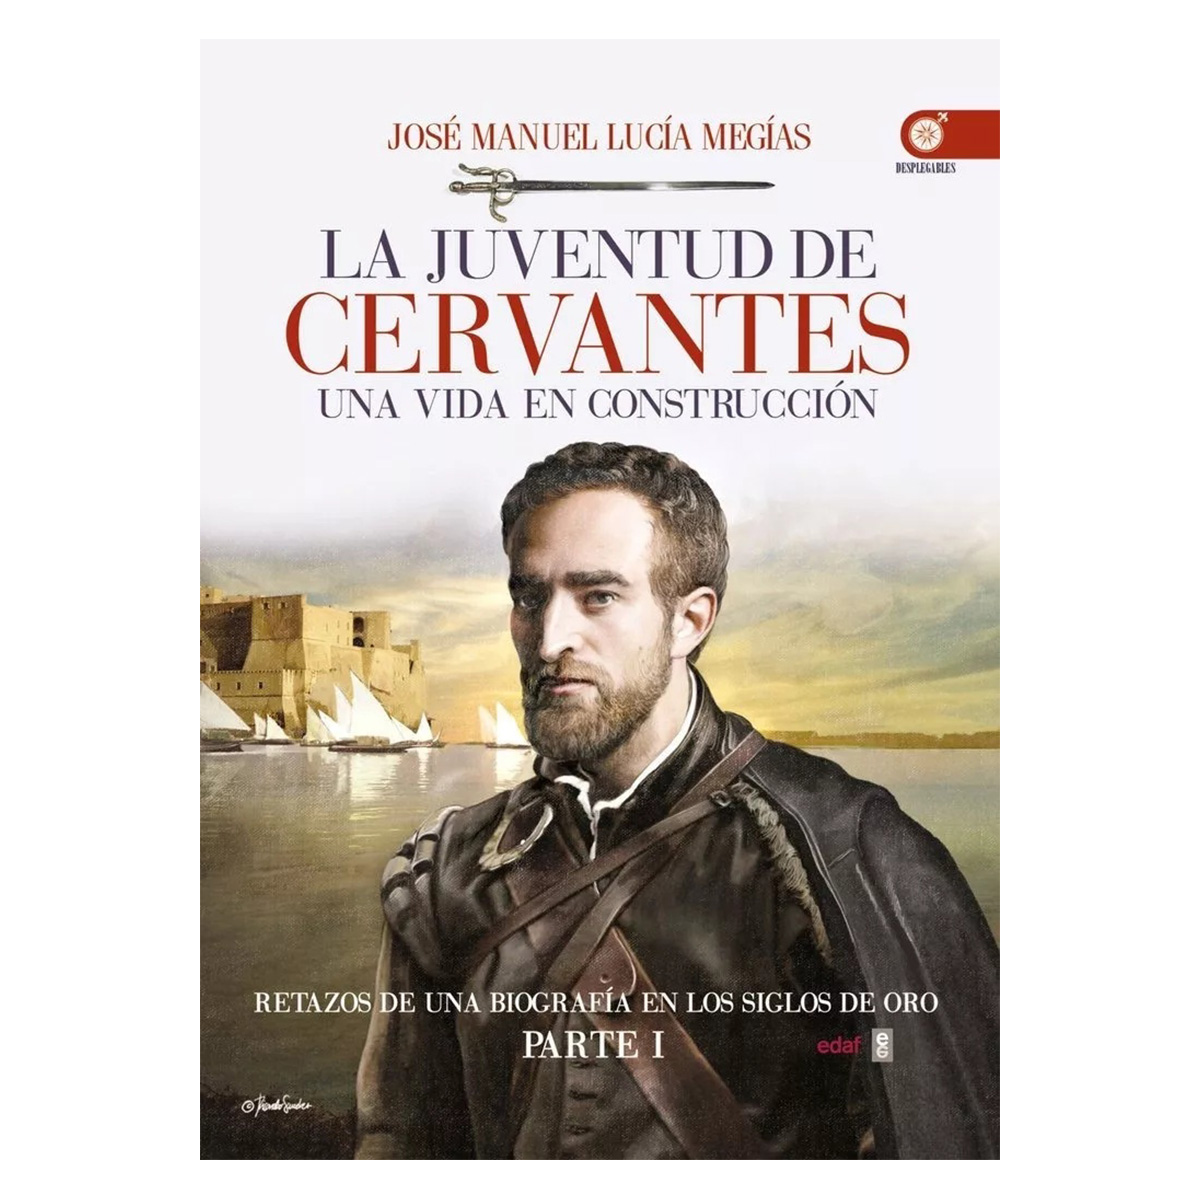 JOSÉ MANUEL LUCÍA MEGÍAS
DESPLEGABLES
LA JUVENTUD DE
CERVANTES
UNA VIDA EN CONSTRUCCIÓN
RETAZOS DE UNA BIOGRAFÍA EN LOS SIGLOS DE ORO
PARTE I
edaf